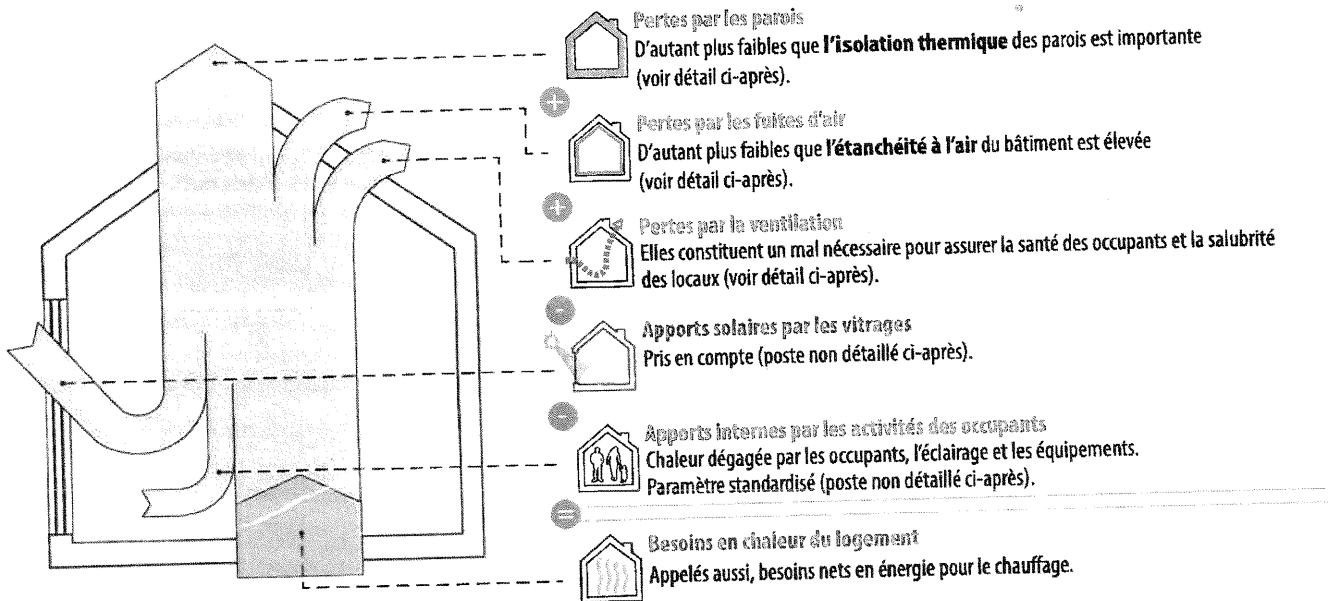 Pertes par les parois
D'autant plus faibles que l'isolation thermique des parois est importante
(voir détail ci-après).
+
Pertes par les fuites d'air
D'autant plus faibles que l'étanchéité à l'air du bâtiment est élevée
(voir détail ci-après).
+
Pertes par la ventilation
Elles constituent un mal nécessaire pour assurer la santé des occupants et la salubrité
des locaux (voir détail ci-après).
-
Apports solaires par les vitrages
Pris en compte (poste non détaillé ci-après).
-
Apports internes par les activités des occupants
Chaleur dégagée par les occupants, l'éclairage et les équipements.
Paramètre standardisé (poste non détaillé ci-après).
=
Besoins en chaleur du logement
Appelés aussi, besoins nets en énergie pour le chauffage.